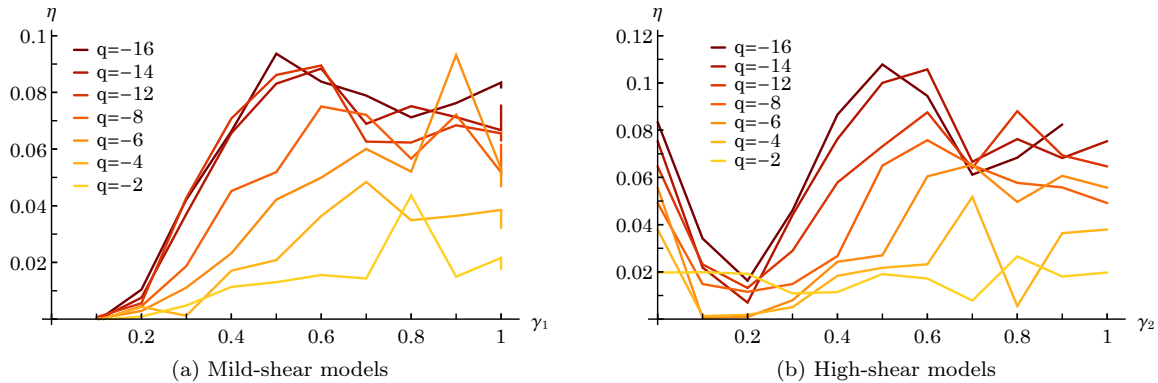 η
0.1
0.08
0.06
0.04
0.02
q=−16
q=−14
q=−12
q=−8
q=−6
q=−4
q=−2
0.2 0.4 0.6 0.8 1 γ1
(a) Mild-shear models
η
0.12
0.1
0.08
0.06
0.04
0.02
q=−16
q=−14
q=−12
q=−8
q=−6
q=−4
q=−2
0.2 0.4 0.6 0.8 1 γ2
(b) High-shear models